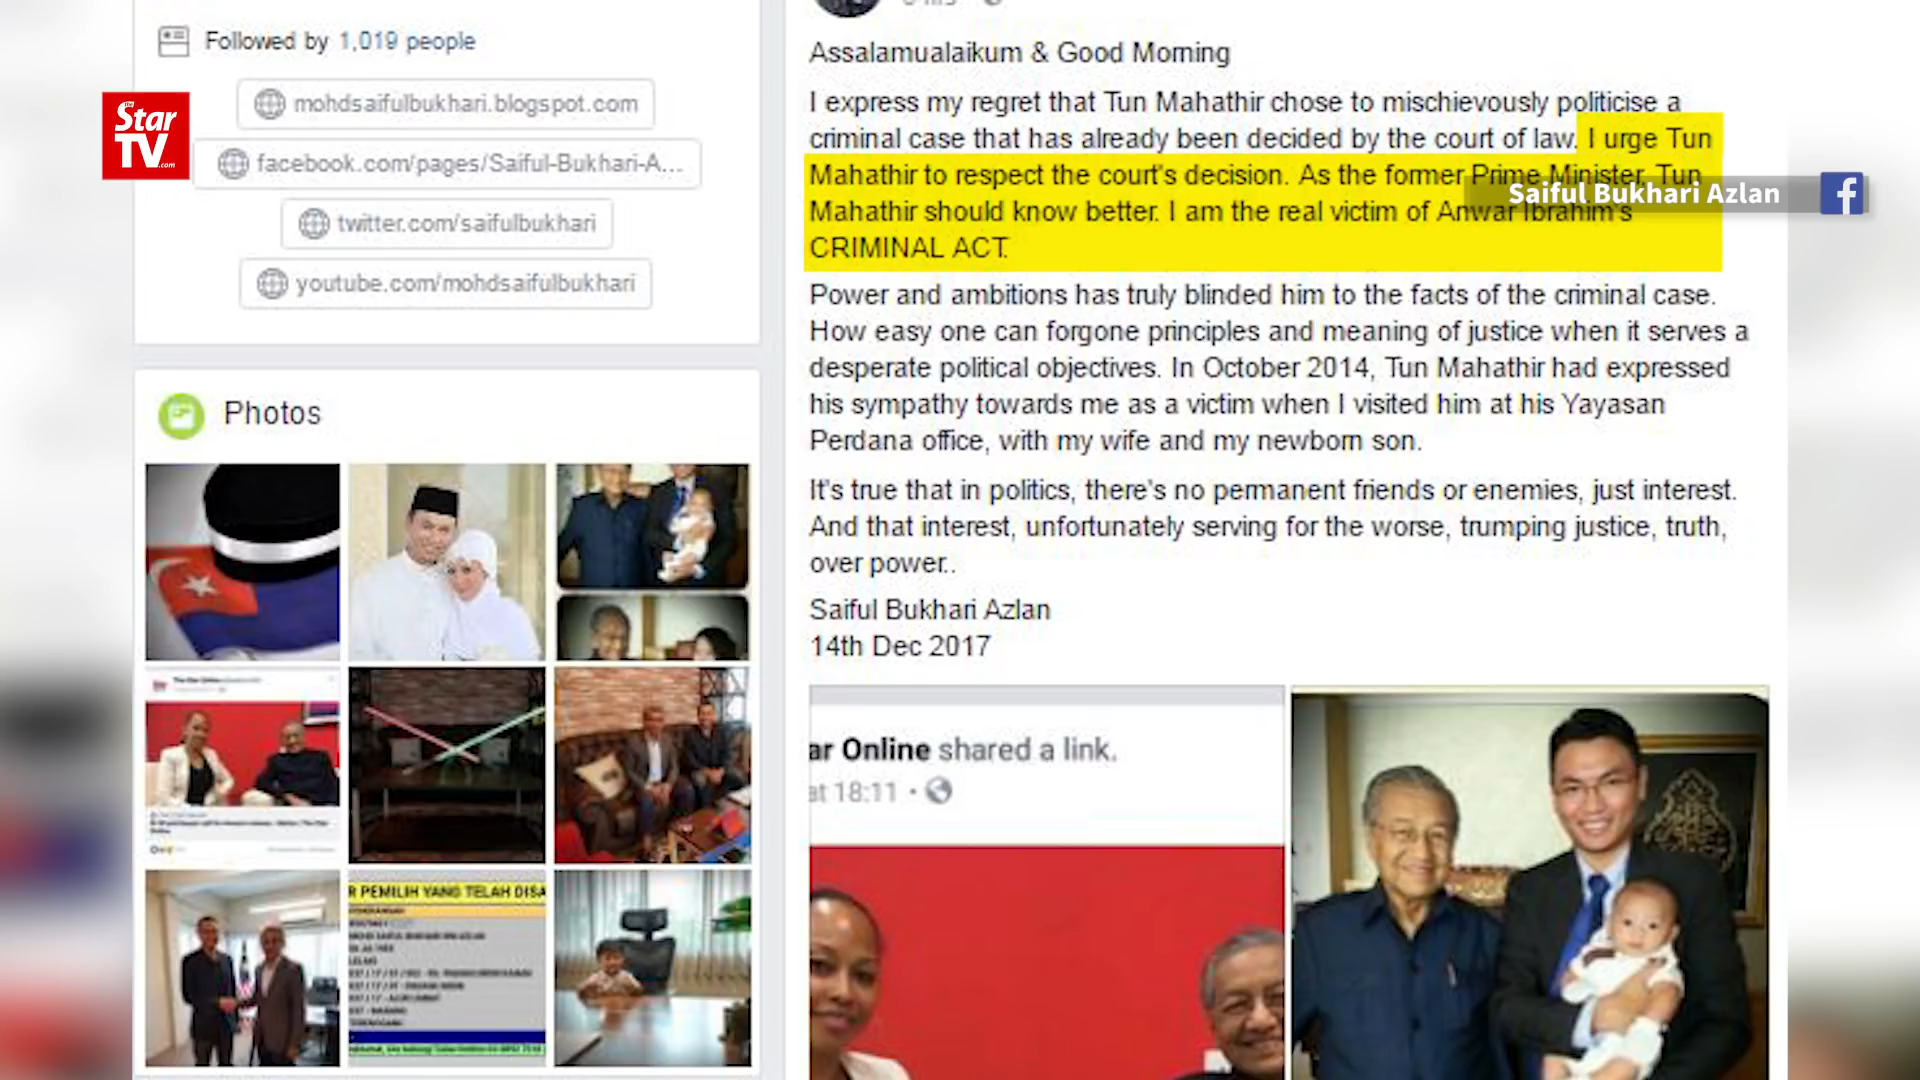 Followed by 1,019 people
mohdsaifulbukhari.blogspot.com
facebook.com/pages/Saiful-Bukhari-A...
twitter.com/saifulbukhari
youtube.com/mohdsaifulbukhari
The Star
TV.com
Photos
R PEMILIH YANG TELAH DISA
Assalamualaikum & Good Morning
I express my regret that Tun Mahathir chose to mischievously politicise a
criminal case that has already been decided by the court of law. I urge Tun
Mahathir to respect the court's decision. As the former Prime Minister, Tun
Mahathir should know better. I am the real victim of Anwar Ibrahim's
CRIMINAL ACT.
Saiful Bukhari Azlan
Power and ambitions has truly blinded him to the facts of the criminal case.
How easy one can forgone principles and meaning of justice when it serves a
desperate political objectives. In October 2014, Tun Mahathir had expressed
his sympathy towards me as a victim when I visited him at his Yayasan
Perdana office, with my wife and my newborn son.
It's true that in politics, there's no permanent friends or enemies, just interest.
And that interest, unfortunately serving for the worse, trumping justice, truth,
over power..
Saiful Bukhari Azlan
14th Dec 2017
ar Online shared a link.
at 18:11